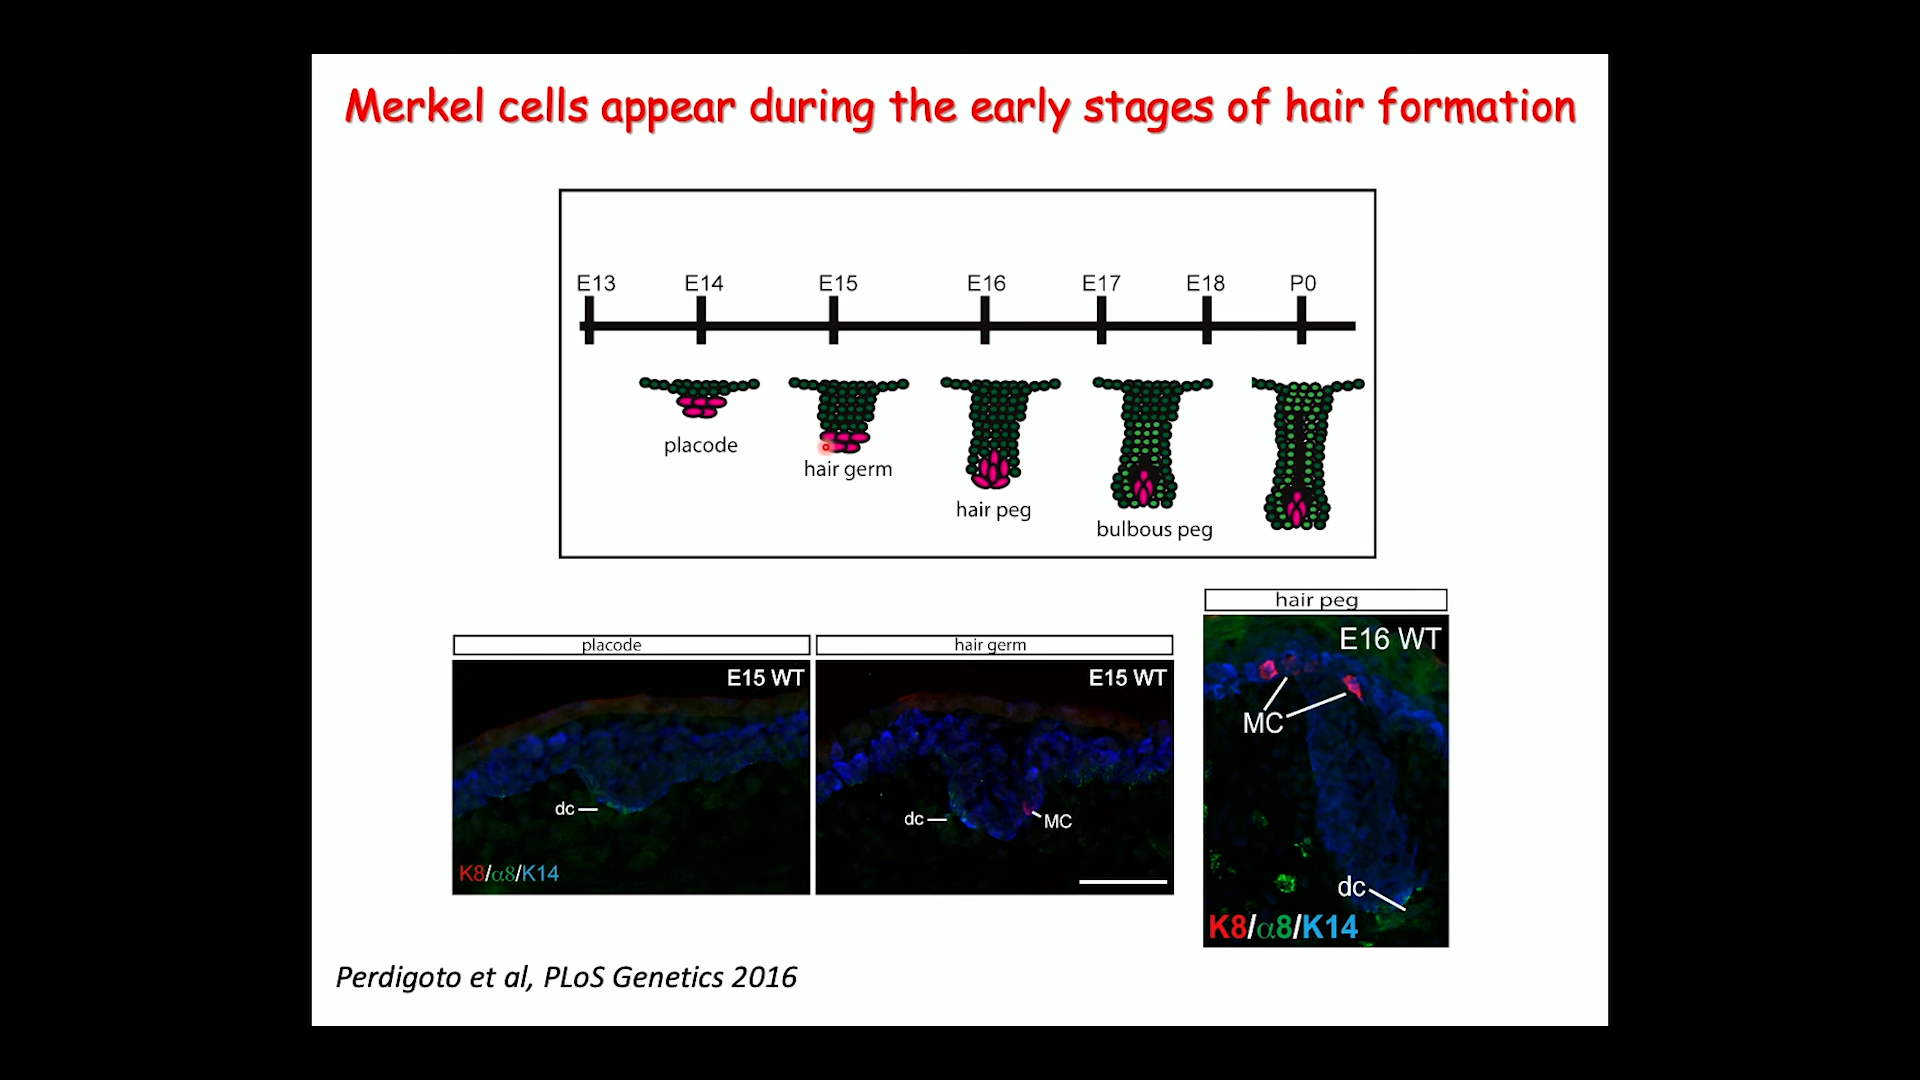 Merkel cells appear during the early stages of hair formation
E13 E14 E15 E16 E17 E18 P0
placode
hair germ
hair peg
bulbous peg
placode
E15 WT
dc
K8/α8/K14
hair germ
E15 WT
dc
MC
hair peg
E16 WT
MC
dc
K8/α8/K14
Perdigoto et al, PLoS Genetics 2016